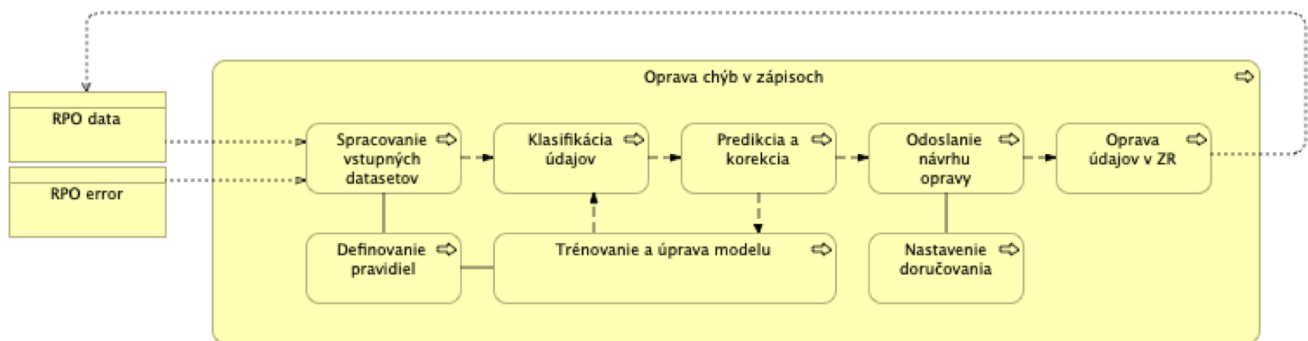 Oprava chýb v zápisoch
RPO data
RPO error
Spracovanie
vstupných
datasetov
Klasifikácia
údajov
Predikcia a
korekcia
Odoslanie
návrhu
opravy
Oprava
údajov v ZR
Definovanie
pravidiel
Trénovanie a úprava modelu
Nastavenie
doručovania